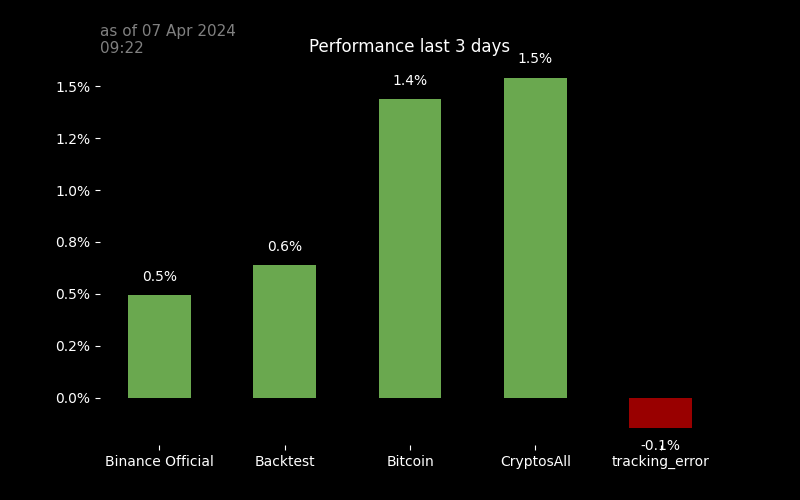 as of 07 Apr 2024
09:22
Performance last 3 days
1.5%
1.4%
1.5%
1.2%
1.0%
0.8%
0.6%
0.5%
0.5%
0.2%
0.0%
-0.1%
Binance Official
Backtest
Bitcoin
CryptosAll
tracking_error